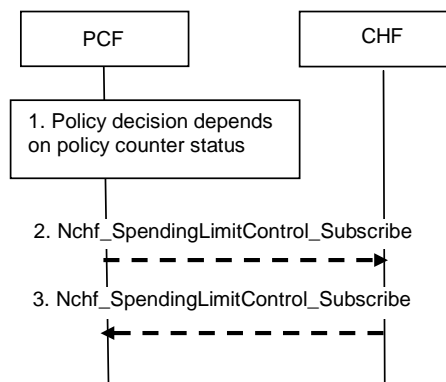 PCF
CHF
1. Policy decision depends
on policy counter status
2. Nchf_SpendingLimitControl_Subscribe
3. Nchf_SpendingLimitControl_Subscribe